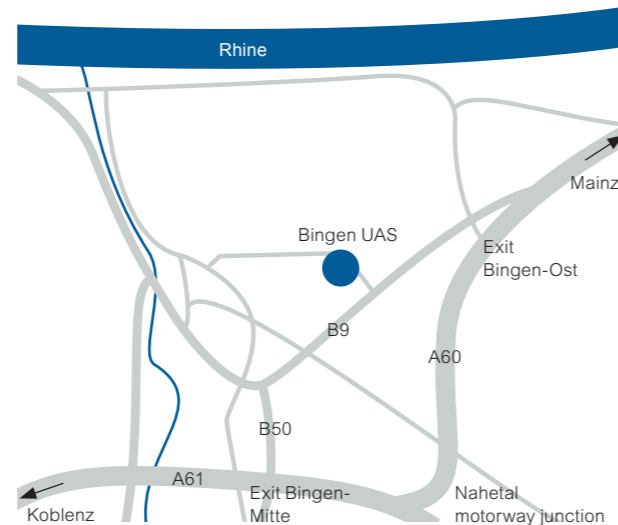 Rhine
Mainz
Bingen UAS
Exit
Bingen-Ost
B9
A60
B50
A61
Exit Bingen-
Mitte
Koblenz
Nahetal
motorway junction